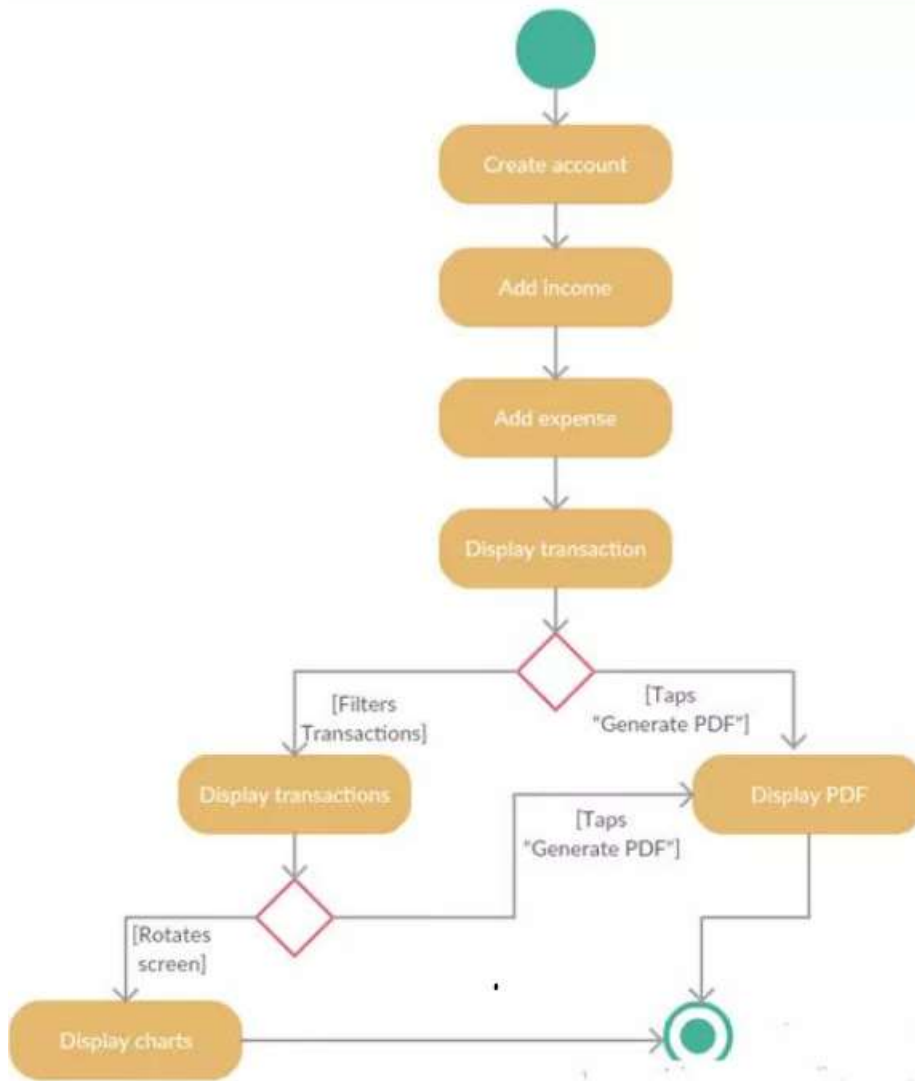 Create account
Add income
Add expense
Display transaction
[Filters
Transactions]
[Taps
"Generate PDF"]
Display transactions
Display PDF
[Taps
"Generate PDF"]
[Rotates
screen]
Display charts